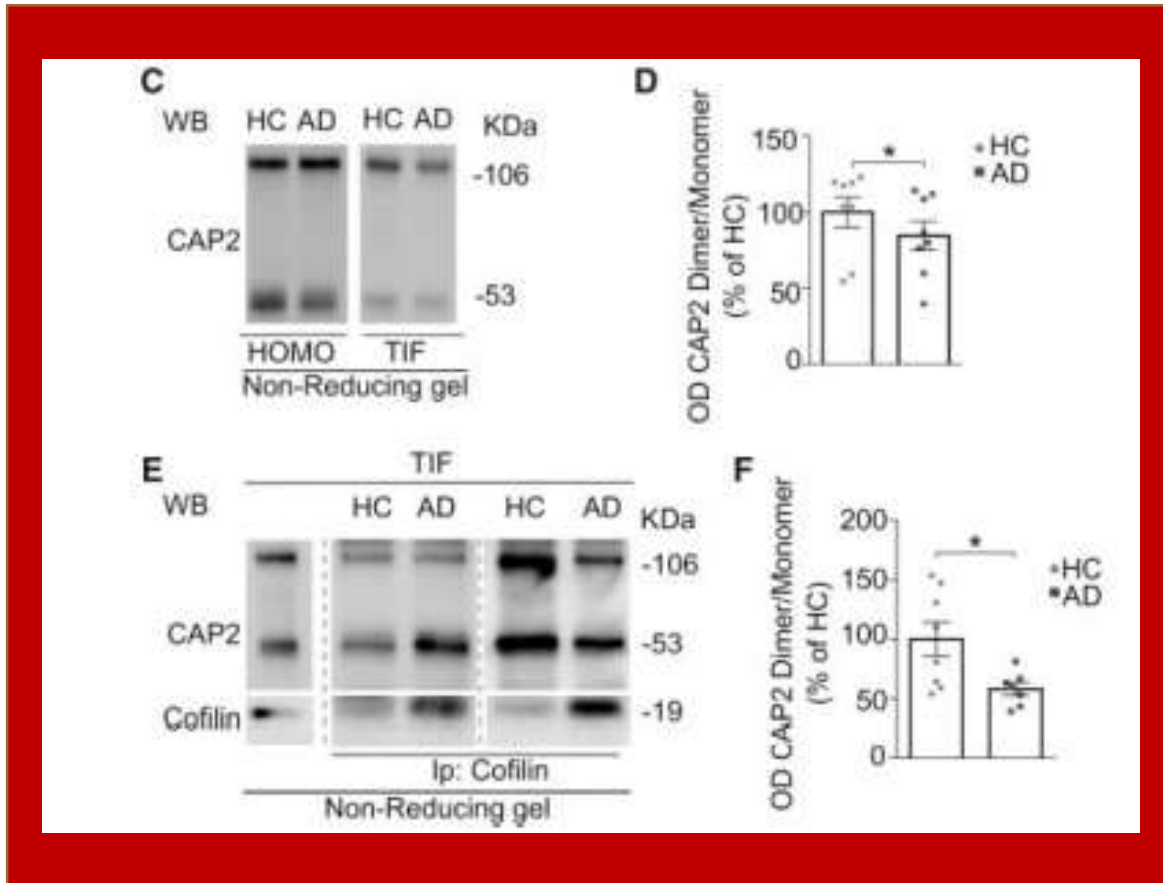 C
WB HC AD HC AD KDa
-106
CAP2
-53
HOMO TIF
Non-Reducing gel
D
OD CAP2 Dimer/Monomer
(% of HC)
150
100
50
0
*
HC
AD
E
TIF
WB HC AD HC AD KDa
-106
CAP2
-53
Cofilin -19
Ip: Cofilin
Non-Reducing gel
F
OD CAP2 Dimer/Monomer
(% of HC)
200
150
100
50
0
*
HC
AD